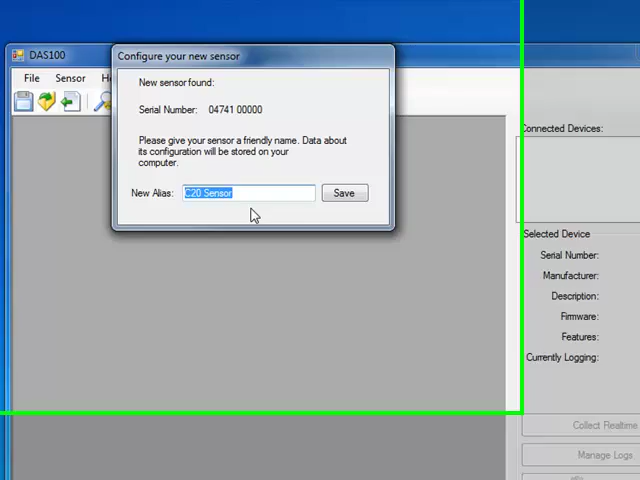 DAS100
Configure your new sensor
File Sensor
New sensor found:
Serial Number: 04741 00000
Please give your sensor a friendly name. Data about
its configuration will be stored on your
computer.
New Alias: C20 Sensor Save
Connected Devices:
Selected Device
Serial Number:
Manufacturer:
Description:
Firmware:
Features:
Currently Logging:
Collect Realtime
Manage Logs